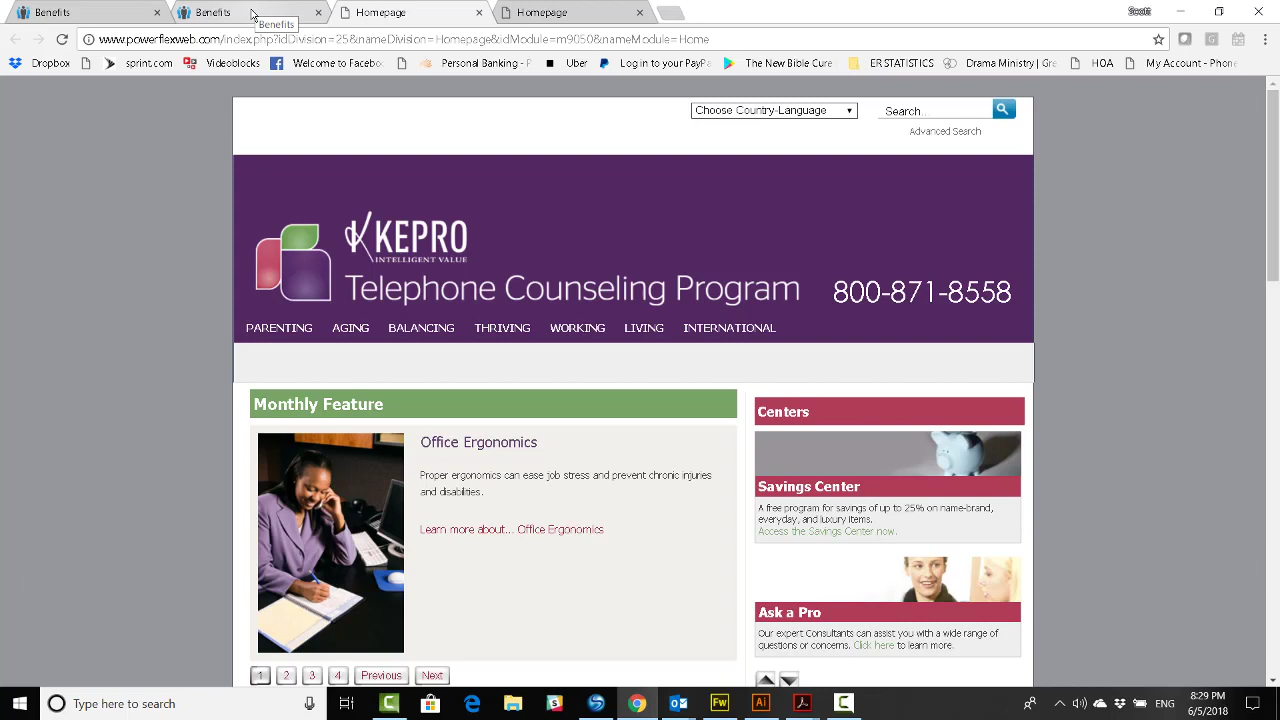 Benefits
Benefits
Homepage
Homepage
Scott
Benefits
www.powerflexweb.com/index.php?idDivision=25&nameDivision=Homepage&idModule=m9050&nameModule=Home
Dropbox
sprint.com
Videoblocks
Welcome to Faceboo
Personal Banking - P
Uber
Log in to your PayPa
The New Bible Cure
ER STATISTICS
Drama Ministry | Gre
HOA
My Account - Phone
Choose Country-Language
Search...
Advanced Search
KEPRO
INTELLIGENT VALUE
Telephone Counseling Program
800-871-8558
PARENTING AGING BALANCING THRIVING WORKING LIVING INTERNATIONAL
Monthly Feature
Office Ergonomics
Proper ergonomics can ease job stress and prevent chronic injuries
and disabilities.
Learn more about... Office Ergonomics
1 2 3 4 Previous Next
Centers
Savings Center
A free program for savings of up to 25% on name-brand,
everyday, and luxury items.
Access the Savings Center now.
Ask a Pro
Our expert Consultants can assist you with a wide range of
questions or concerns. Click here to learn more.
Type here to search
Fw
Ai
ENG
8:29 PM
6/5/2018